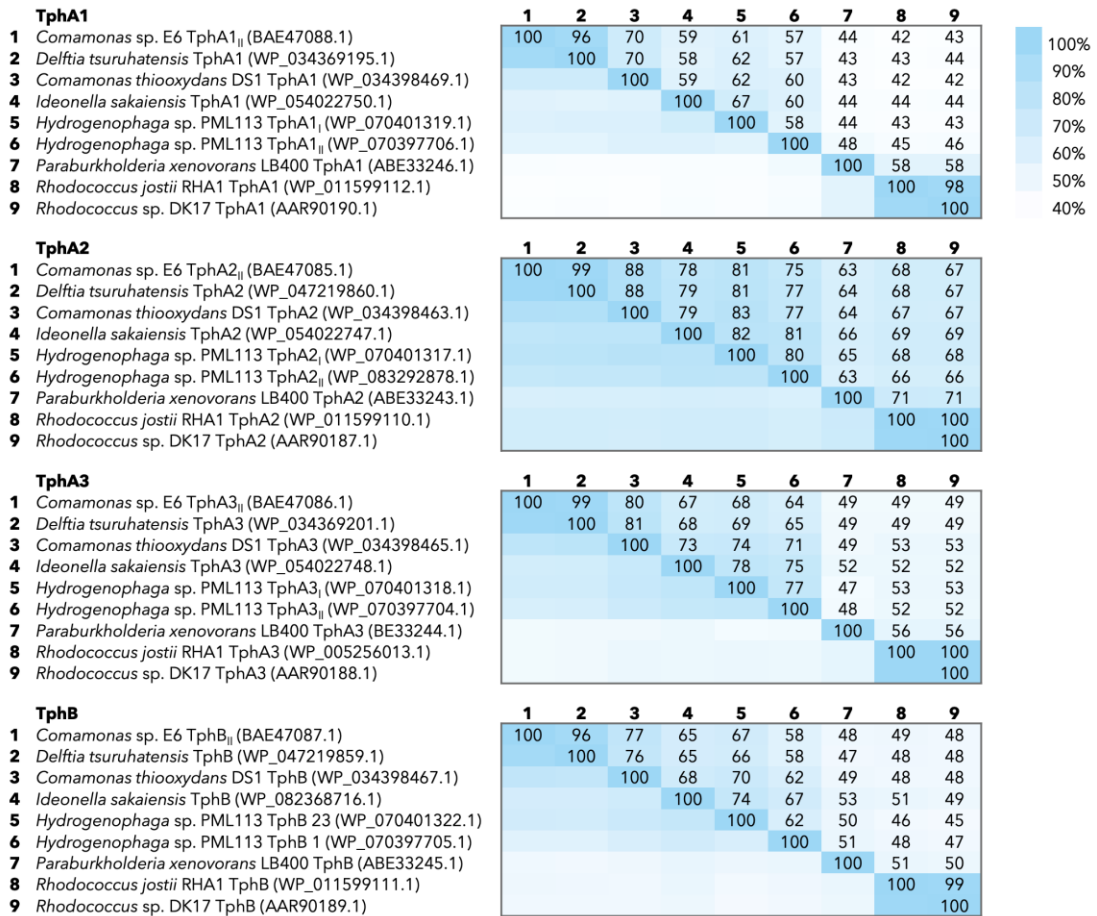 TphA1 1 2 3 4 5 6 7 8 9
1 Comamonas sp. E6 TphA1II (BAE47088.1) 100 96 70 59 61 57 44 42 43
2 Delftia tsuruhatensis TphA1 (WP_034369195.1) 100 70 58 62 57 43 43 44
3 Comamonas thiooxydans DS1 TphA1 (WP_034398469.1) 100 59 62 60 43 42 42
4 Ideonella sakaiensis TphA1 (WP_054022750.1) 100 67 60 44 44 44
5 Hydrogenophaga sp. PML113 TphA1I (WP_070401319.1) 100 58 44 43 43
6 Hydrogenophaga sp. PML113 TphA1II (WP_070397706.1) 100 48 45 46
7 Paraburkholderia xenovorans LB400 TphA1 (ABE33246.1) 100 58 58
8 Rhodococcus jostii RHA1 TphA1 (WP_011599112.1) 100 98
9 Rhodococcus sp. DK17 TphA1 (AAR90190.1) 100
100%
90%
80%
70%
60%
50%
40%
TphA2 1 2 3 4 5 6 7 8 9
1 Comamonas sp. E6 TphA2II (BAE47085.1) 100 99 88 78 81 75 63 68 67
2 Delftia tsuruhatensis TphA2 (WP_047219860.1) 100 88 79 81 77 64 68 67
3 Comamonas thiooxydans DS1 TphA2 (WP_034398463.1) 100 79 83 77 64 67 67
4 Ideonella sakaiensis TphA2 (WP_054022747.1) 100 82 81 66 69 69
5 Hydrogenophaga sp. PML113 TphA2I (WP_070401317.1) 100 80 65 68 68
6 Hydrogenophaga sp. PML113 TphA2II (WP_083292878.1) 100 63 66 66
7 Paraburkholderia xenovorans LB400 TphA2 (ABE33243.1) 100 71 71
8 Rhodococcus jostii RHA1 TphA2 (WP_011599110.1) 100 100
9 Rhodococcus sp. DK17 TphA2 (AAR90187.1) 100
TphA3 1 2 3 4 5 6 7 8 9
1 Comamonas sp. E6 TphA3II (BAE47086.1) 100 99 80 67 68 64 49 49 49
2 Delftia tsuruhatensis TphA3 (WP_034369201.1) 100 81 68 69 65 49 49 49
3 Comamonas thiooxydans DS1 TphA3 (WP_034398465.1) 100 73 74 71 49 53 53
4 Ideonella sakaiensis TphA3 (WP_054022748.1) 100 78 75 52 52 52
5 Hydrogenophaga sp. PML113 TphA3I (WP_070401318.1) 100 77 47 53 53
6 Hydrogenophaga sp. PML113 TphA3II (WP_070397704.1) 100 48 52 52
7 Paraburkholderia xenovorans LB400 TphA3 (BE33244.1) 100 56 56
8 Rhodococcus jostii RHA1 TphA3 (WP_005256013.1) 100 100
9 Rhodococcus sp. DK17 TphA3 (AAR90188.1) 100
TphB 1 2 3 4 5 6 7 8 9
1 Comamonas sp. E6 TphBII (BAE47087.1) 100 96 77 65 67 58 48 49 48
2 Delftia tsuruhatensis TphB (WP_047219859.1) 100 76 65 66 58 47 48 48
3 Comamonas thiooxydans DS1 TphB (WP_034398467.1) 100 68 70 62 49 48 48
4 Ideonella sakaiensis TphB (WP_082368716.1) 100 74 67 53 51 49
5 Hydrogenophaga sp. PML113 TphB 23 (WP_070401322.1) 100 62 50 46 45
6 Hydrogenophaga sp. PML113 TphB 1 (WP_070397705.1) 100 51 48 47
7 Paraburkholderia xenovorans LB400 TphB (ABE33245.1) 100 51 50
8 Rhodococcus jostii RHA1 TphB (WP_011599111.1) 100 99
9 Rhodococcus sp. DK17 TphB (AAR90189.1) 100